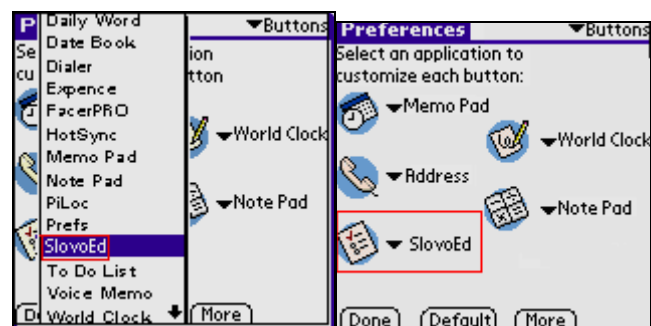 P
▼Buttons
Se
cu
ion
tton
Daily Word
Date Book
Dialer
Expence
FacerPRO
HotSync
Memo Pad
Note Pad
PiLoc
Prefs
SlovoEd
To Do List
Voice Memo
World Clock
▼World Clock
▼Note Pad
D
More
Preferences
▼Buttons
Select an application to
customize each button:
▼Memo Pad
▼World Clock
▼Address
▼Note Pad
▼ SlovoEd
Done Default More